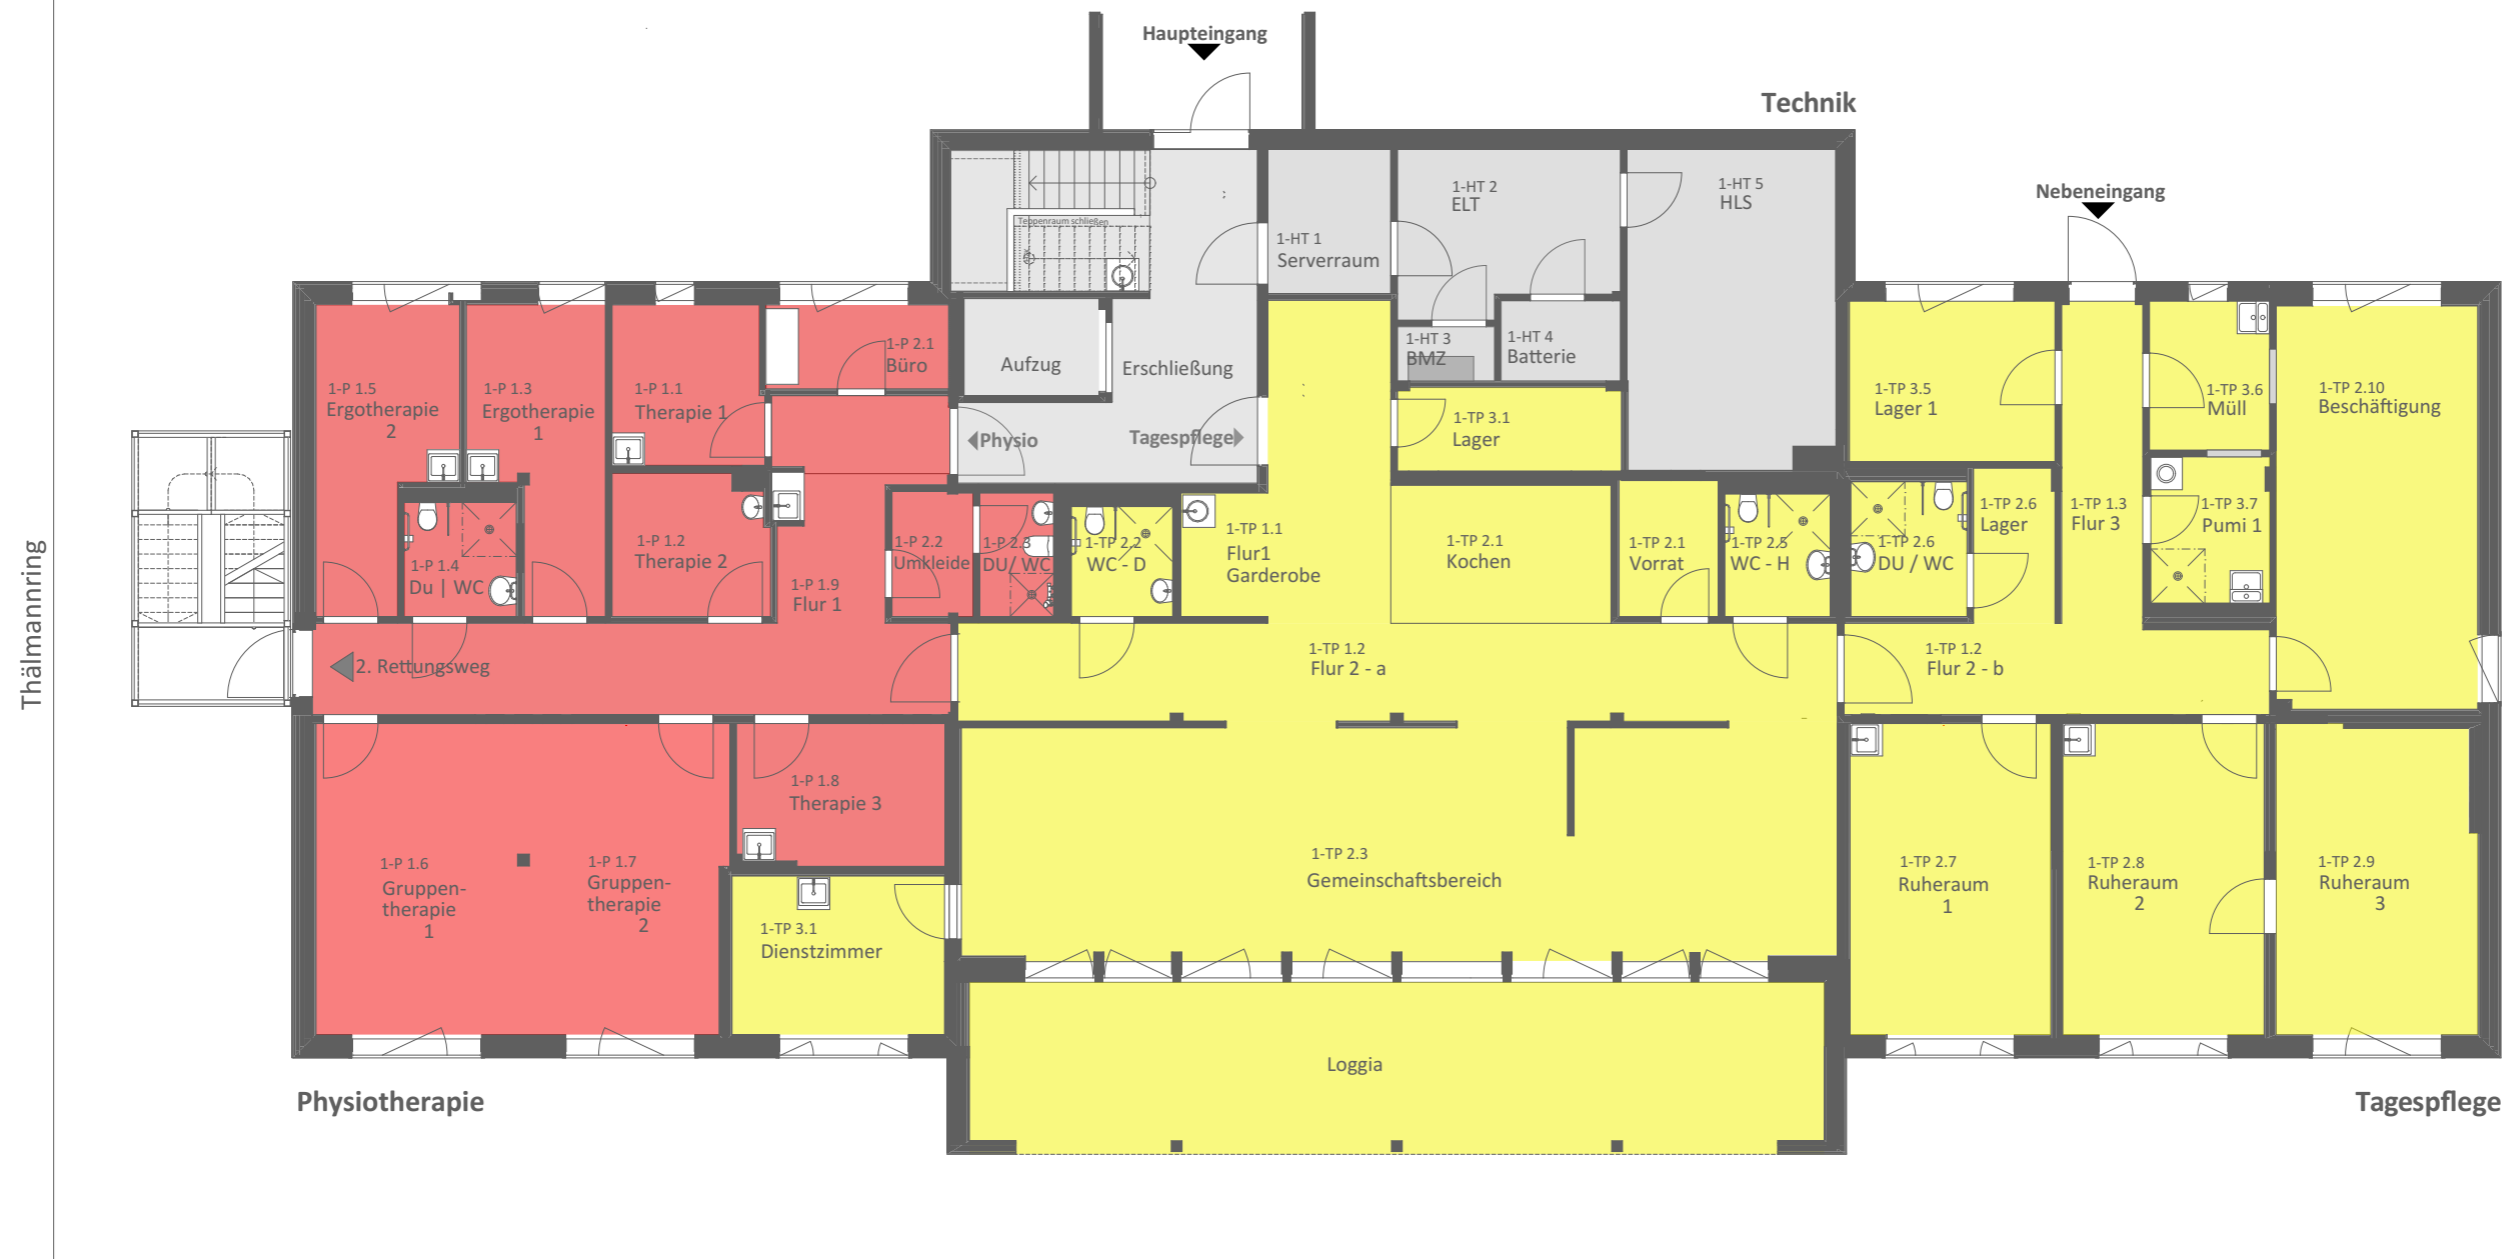 Haupteingang
Technik
Nebeneingang
Teppenraum schließen
1-HT 1
Serverraum
1-HT 2
ELT
1-HT 5
HLS
1-HT 3
BMZ
1-HT 4
Batterie
1-P 2.1
Büro
Aufzug
Erschließung
Physio
Tagespflege
1-P 1.5
Ergotherapie
2
1-P 1.3
Ergotherapie
1
1-P 1.1
Therapie 1
1-TP 3.1
Lager
1-TP 3.5
Lager 1
1-TP 3.6
Müll
1-TP 2.10
Beschäftigung
1-P 1.4
Du | WC
1-P 1.2
Therapie 2
1-P 1.9
Flur 1
1-P 2.2
Umkleide
1-P 2.3
DU/ WC
1-TP 2.2
WC - D
1-TP 1.1
Flur1
Garderobe
1-TP 2.1
Kochen
1-TP 2.1
Vorrat
1-TP 2.5
WC - H
1-TP 2.6
DU / WC
1-TP 2.6
Lager
1-TP 1.3
Flur 3
1-TP 3.7
Pumi 1
Thälmannring
2. Rettungsweg
1-TP 1.2
Flur 2 - a
1-TP 1.2
Flur 2 - b
1-P 1.6
Gruppen-
therapie
1
1-P 1.7
Gruppen-
therapie
2
1-P 1.8
Therapie 3
1-TP 3.1
Dienstzimmer
1-TP 2.3
Gemeinschaftsbereich
1-TP 2.7
Ruheraum
1
1-TP 2.8
Ruheraum
2
1-TP 2.9
Ruheraum
3
Loggia
Physiotherapie
Tagespflege